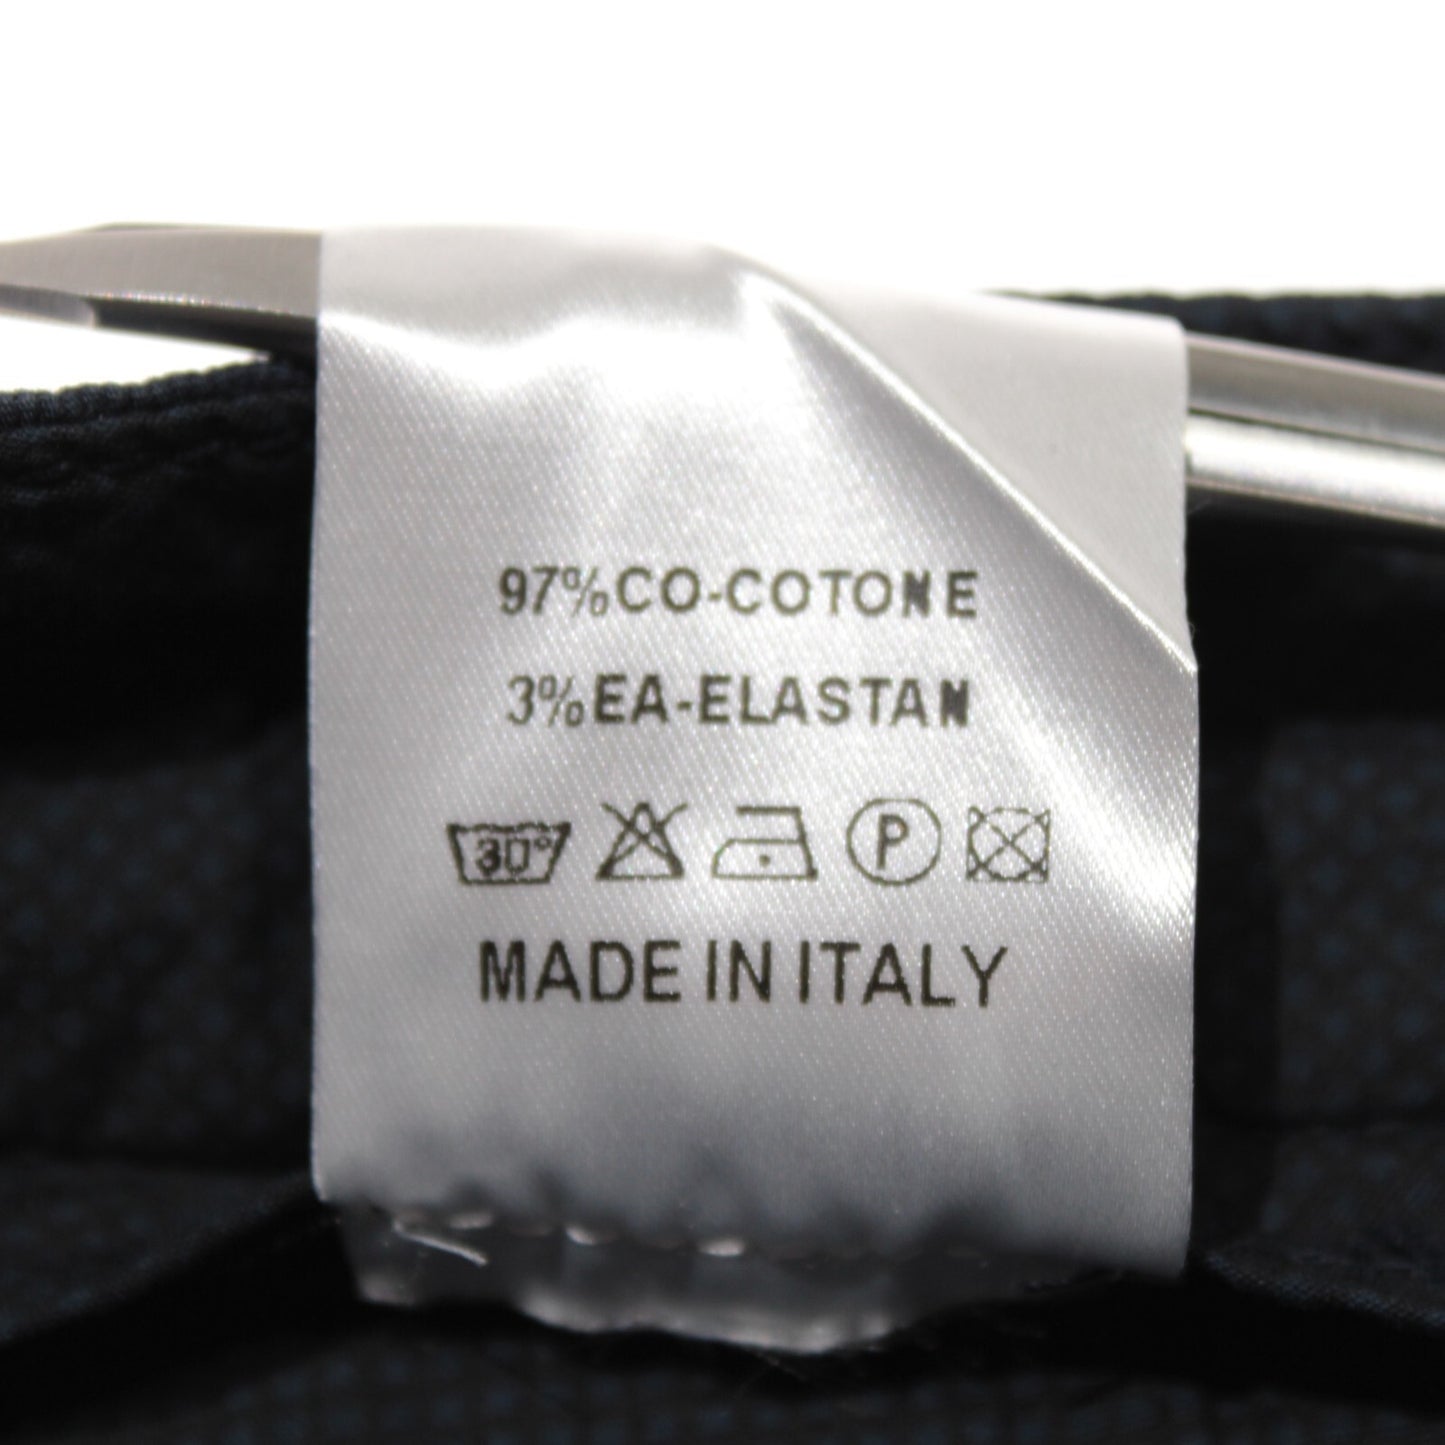 97%CO-COTONE
3%EA-ELASTAN
30° P
MADE IN ITALY